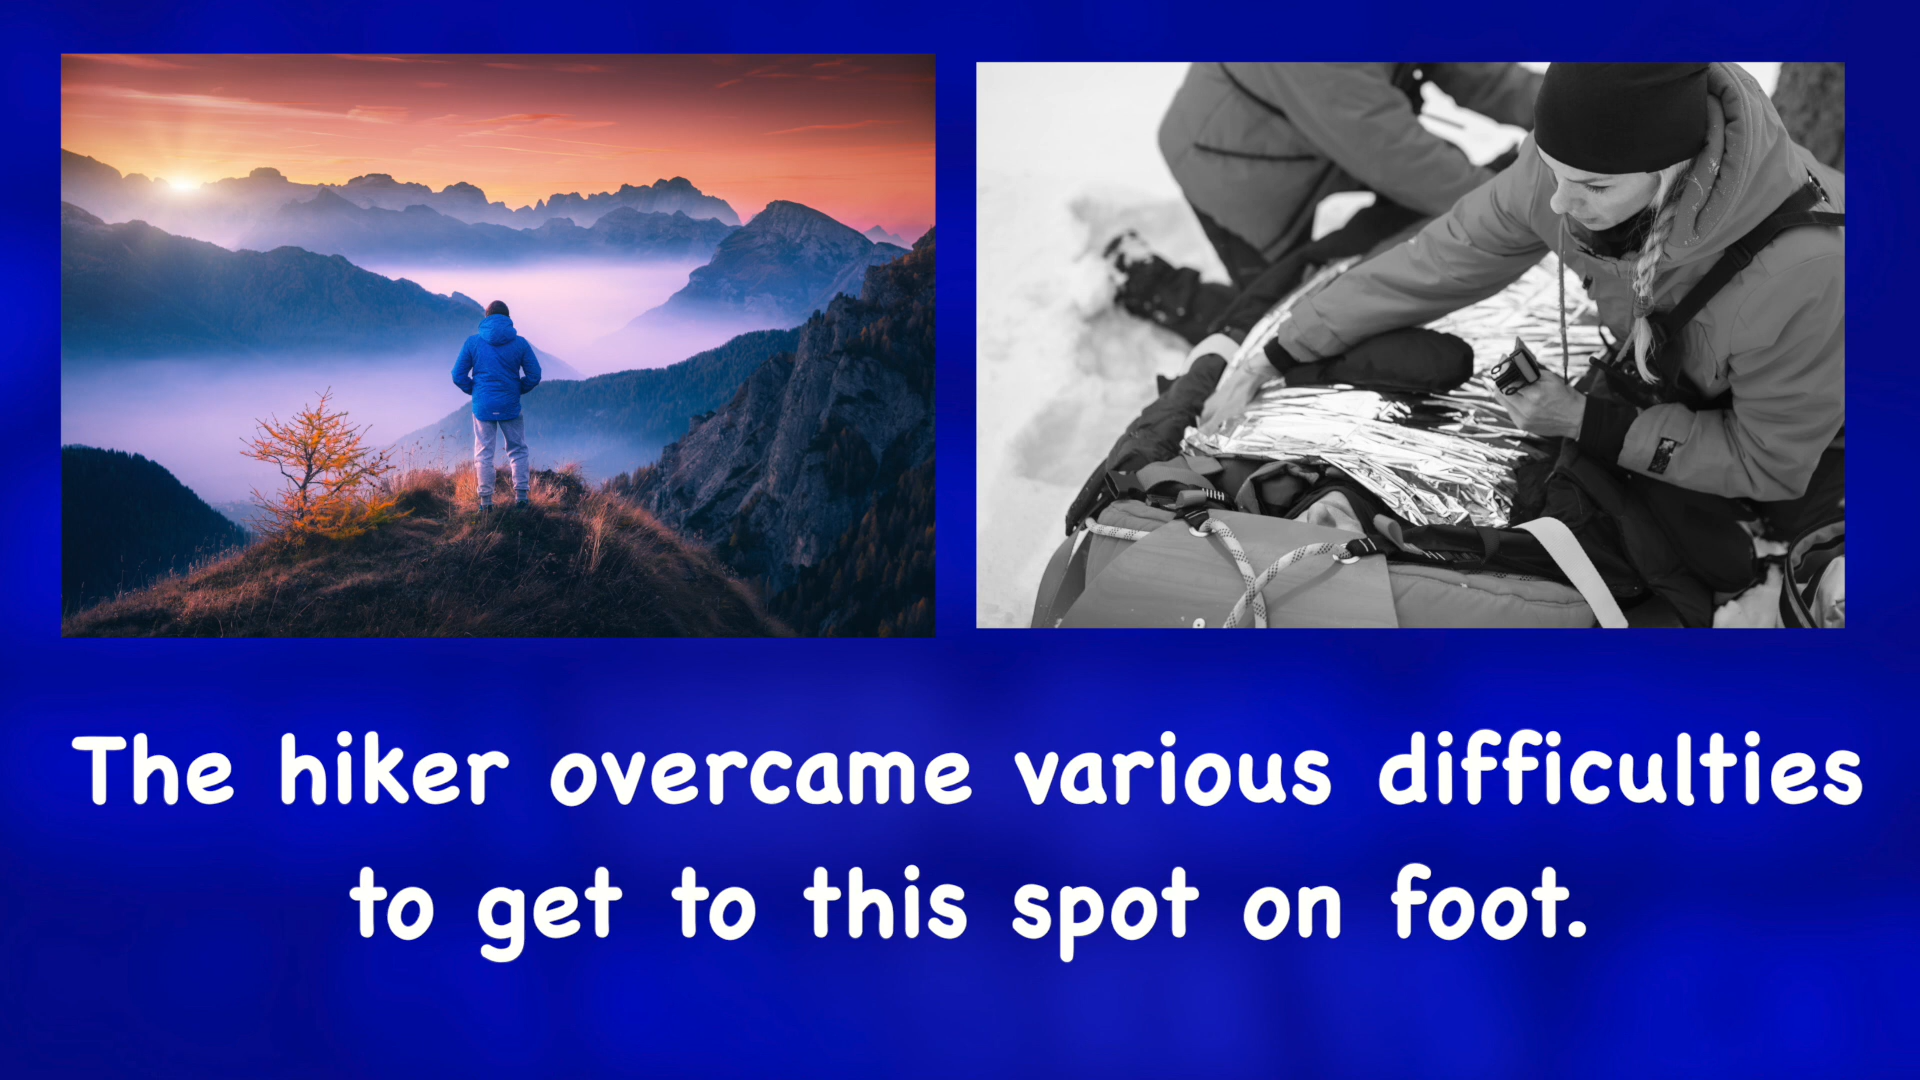 The hiker overcame various difficulties
to get to this spot on foot.